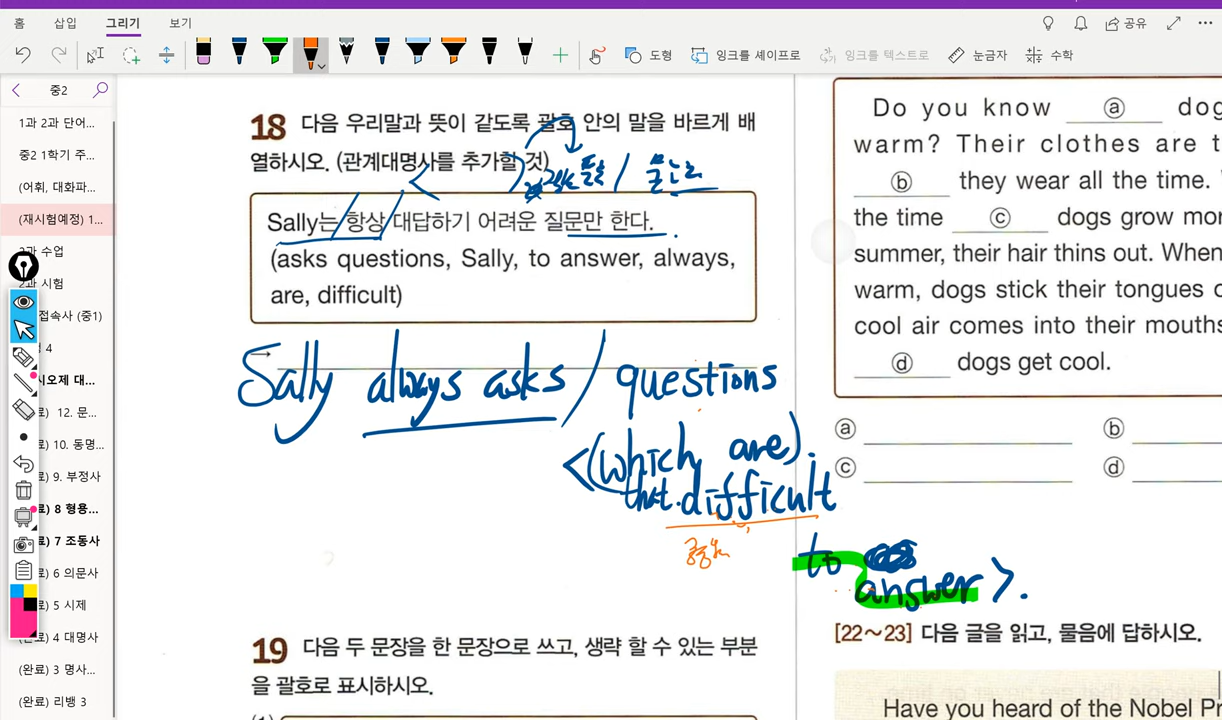 홈 삽입 그리기 보기
공유
도형 잉크를 셰이프로 잉크를 텍스트로 눈금자 수학
중2
1과 2과 단어...
중2 1학기 주...
(어휘, 대화파...
(재시험예정) 1...
과 수업
2과 시험
접속사 (중1)
4
시오제 대...
) 12. 문...
료) 10. 동명...
료) 9. 부정사
료) 8 형용...
료) 7 조동사
료) 6 의문사
료) 5 시제
(완료) 4 대명사
(완료) 3 명사...
(완료) 리뱅 3
18 다음 우리말과 뜻이 같도록 괄호 안의 말을 바르게 배
열하시오. (관계대명사를 추가할 것)
Sally는 항상 대답하기 어려운 질문만 한다.
(asks questions, Sally, to answer, always,
are, difficult)
→
Sally always asks / questions
<(which are).
that. difficult
to
answer>.
19 다음 두 문장을 한 문장으로 쓰고, 생략 할 수 있는 부분
을 괄호로 표시하시오.
(1)
Do you know ⓐ dog
warm? Their clothes are t
ⓑ they wear all the time.
the time ⓒ dogs grow mor
summer, their hair thins out. When
warm, dogs stick their tongues o
cool air comes into their mouths
ⓓ dogs get cool.
ⓐ ⓑ
ⓒ ⓓ
[22~23] 다음 글을 읽고, 물음에 답하시오.
Have you heard of the Nobel Pr